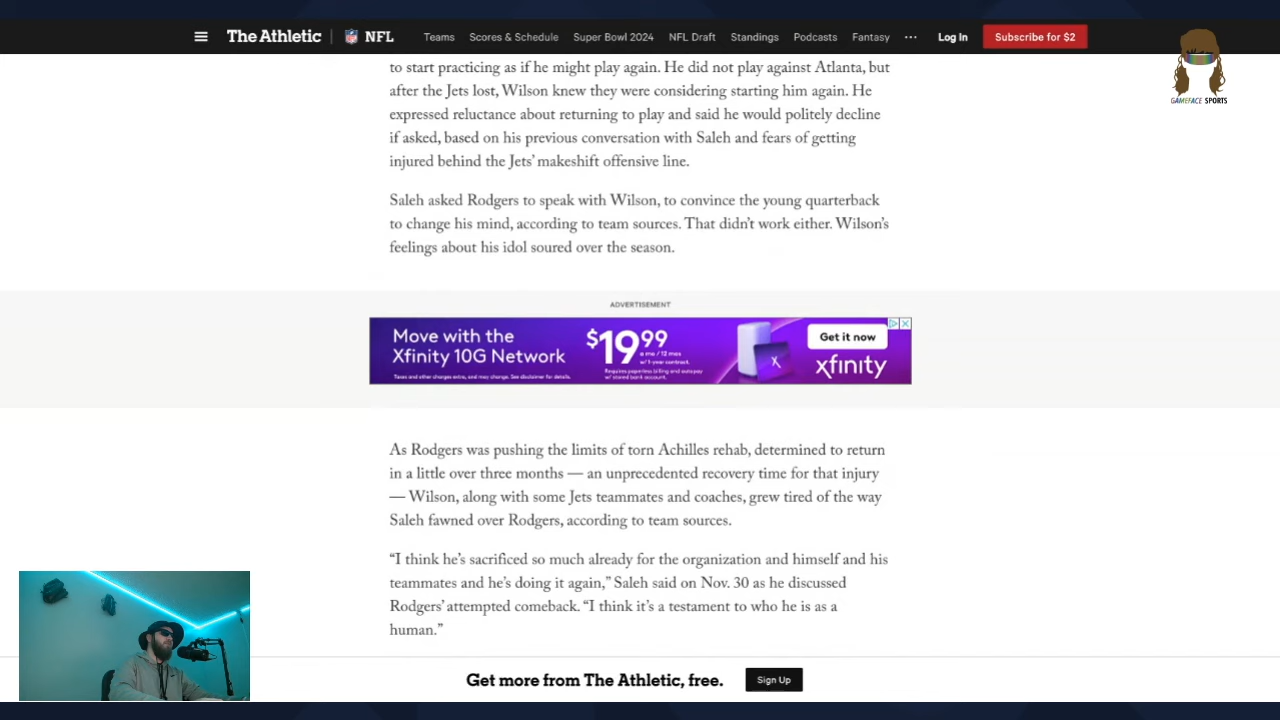 The Athletic NFL Teams Scores & Schedule Super Bowl 2024 NFL Draft Standings Podcasts Fantasy ••• Log In Subscribe for $2
GAMEFACE SPORTS
to start practicing as if he might play again. He did not play against Atlanta, but
after the Jets lost, Wilson knew they were considering starting him again. He
expressed reluctance about returning to play and said he would politely decline
if asked, based on his previous conversation with Saleh and fears of getting
injured behind the Jets’ makeshift offensive line.
Saleh asked Rodgers to speak with Wilson, to convince the young quarterback
to change his mind, according to team sources. That didn’t work either. Wilson’s
feelings about his idol soured over the season.
ADVERTISEMENT
Move with the
Xfinity 10G Network
Taxes and other charges extra, and may change. See disclaimer for details.
$19.99
a mo / 12 mos
w/ 1-year contract.
Requires paperless billing and autopay
w/ stored bank account.
X
Get it now
xfinity
As Rodgers was pushing the limits of torn Achilles rehab, determined to return
in a little over three months — an unprecedented recovery time for that injury
— Wilson, along with some Jets teammates and coaches, grew tired of the way
Saleh fawned over Rodgers, according to team sources.
“I think he’s sacrificed so much already for the organization and himself and his
teammates and he’s doing it again,” Saleh said on Nov. 30 as he discussed
Rodgers’ attempted comeback. “I think it’s a testament to who he is as a
human.”
Get more from The Athletic, free. Sign Up